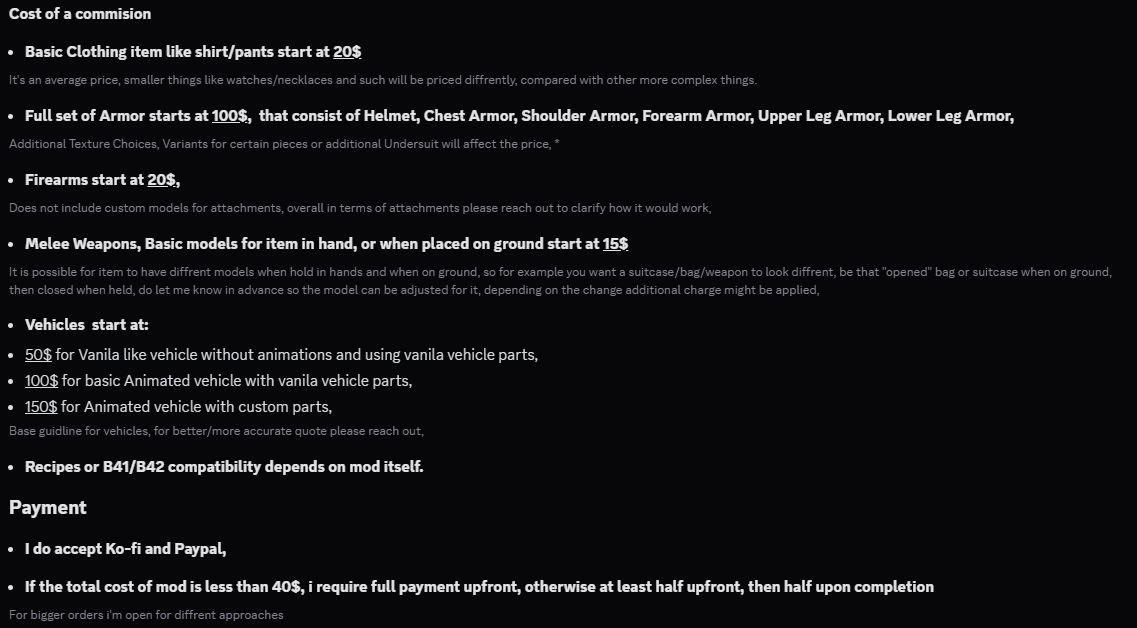 Cost of a commision
• Basic Clothing item like shirt/pants start at 20$
It's an average price, smaller things like watches/necklaces and such will be priced diffrently, compared with other more complex things.
• Full set of Armor starts at 100$,  that consist of Helmet, Chest Armor, Shoulder Armor, Forearm Armor, Upper Leg Armor, Lower Leg Armor,
Additional Texture Choices, Variants for certain pieces or additional Undersuit will affect the price, *
• Firearms start at 20$,
Does not include custom models for attachments, overall in terms of attachments please reach out to clarify how it would work,
• Melee Weapons, Basic models for item in hand, or when placed on ground start at 15$
It is possible for item to have diffrent models when hold in hands and when on ground, so for example you want a suitcase/bag/weapon to look diffrent, be that "opened" bag or suitcase when on ground,
then closed when held, do let me know in advance so the model can be adjusted for it, depending on the change additional charge might be applied,
• Vehicles  start at:
• 50$ for Vanila like vehicle without animations and using vanila vehicle parts,
• 100$ for basic Animated vehicle with vanila vehicle parts,
• 150$ for Animated vehicle with custom parts,
Base guidline for vehicles, for better/more accurate quote please reach out,
• Recipes or B41/B42 compatibility depends on mod itself.
Payment
• I do accept Ko-fi and Paypal,
• If the total cost of mod is less than 40$, i require full payment upfront, otherwise at least half upfront, then half upon completion
For bigger orders i'm open for diffrent approaches